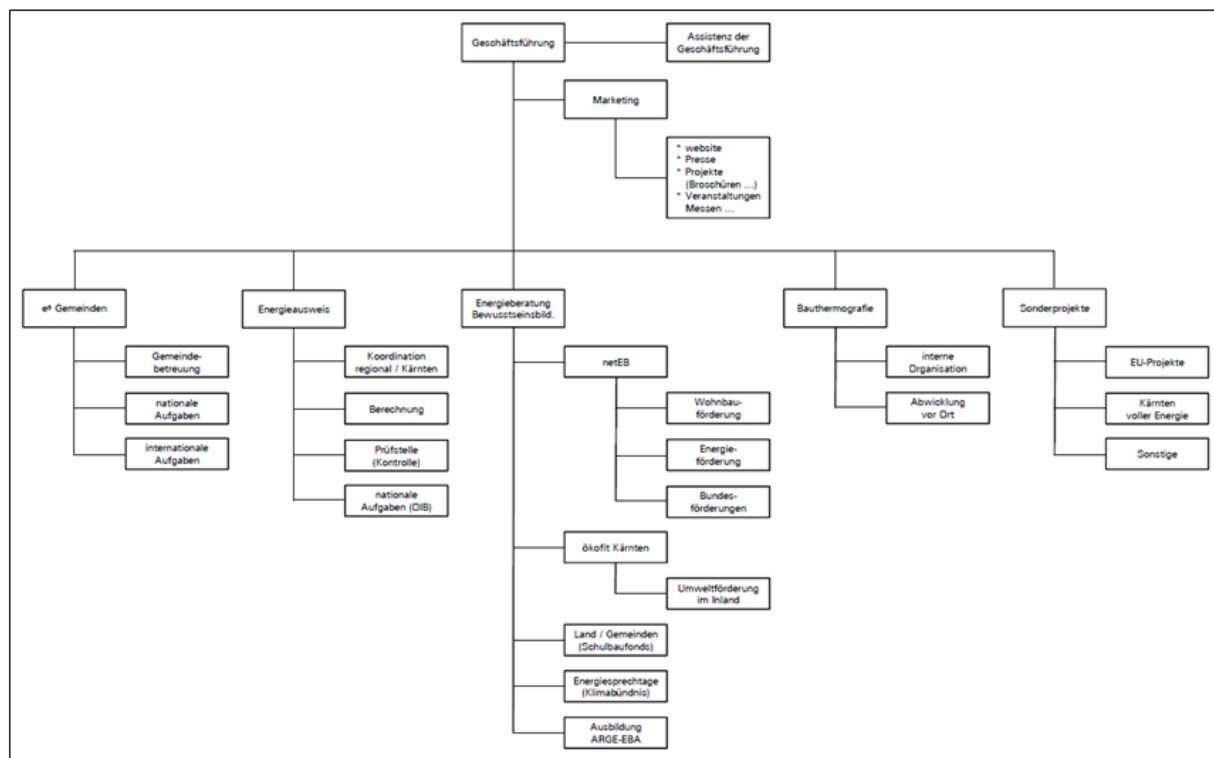 Geschäftsführung
Assistenz der
Geschäftsführung
Marketing
* website
* Presse
* Projekte
(Broschüren ...)
* Veranstaltungen
Messen ...
e⁵ Gemeinden
Energieausweis
Energieberatung
Bewusstseinsbild.
Bauthermografie
Sonderprojekte
Gemeinde-
betreuung
nationale
Aufgaben
internationale
Aufgaben
Koordination
regional / Kärnten
Berechnung
Prüfstelle
(Kontrolle)
nationale
Aufgaben (OIB)
netEB
Wohnbau-
förderung
Energie-
förderung
Bundes-
förderungen
ökofit Kärnten
Umweltförderung
im Inland
Land / Gemeinden
(Schulbaufonds)
Energiesprechtage
(Klimabündnis)
Ausbildung
ARGE-EBA
interne
Organisation
Abwicklung
vor Ort
EU-Projekte
Kärnten
voller Energie
Sonstige